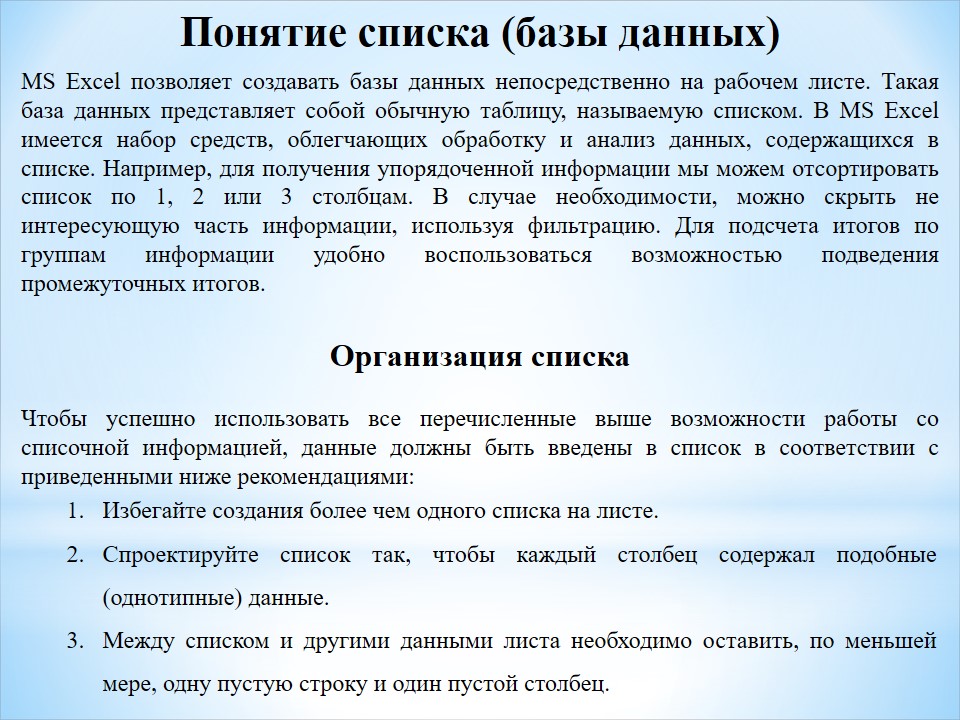 Понятие списка (базы данных)
MS Excel позволяет создавать базы данных непосредственно на рабочем листе. Такая
база данных представляет собой обычную таблицу, называемую списком. В MS Excel
имеется набор средств, облегчающих обработку и анализ данных, содержащихся в
списке. Например, для получения упорядоченной информации мы можем отсортировать
список по 1, 2 или 3 столбцам. В случае необходимости, можно скрыть не
интересующую часть информации, используя фильтрацию. Для подсчета итогов по
группам информации удобно воспользоваться возможностью подведения
промежуточных итогов.
Организация списка
Чтобы успешно использовать все перечисленные выше возможности работы со
списочной информацией, данные должны быть введены в список в соответствии с
приведенными ниже рекомендациями:
1. Избегайте создания более чем одного списка на листе.
2. Спроектируйте список так, чтобы каждый столбец содержал подобные
(однотипные) данные.
3. Между списком и другими данными листа необходимо оставить, по меньшей
мере, одну пустую строку и один пустой столбец.